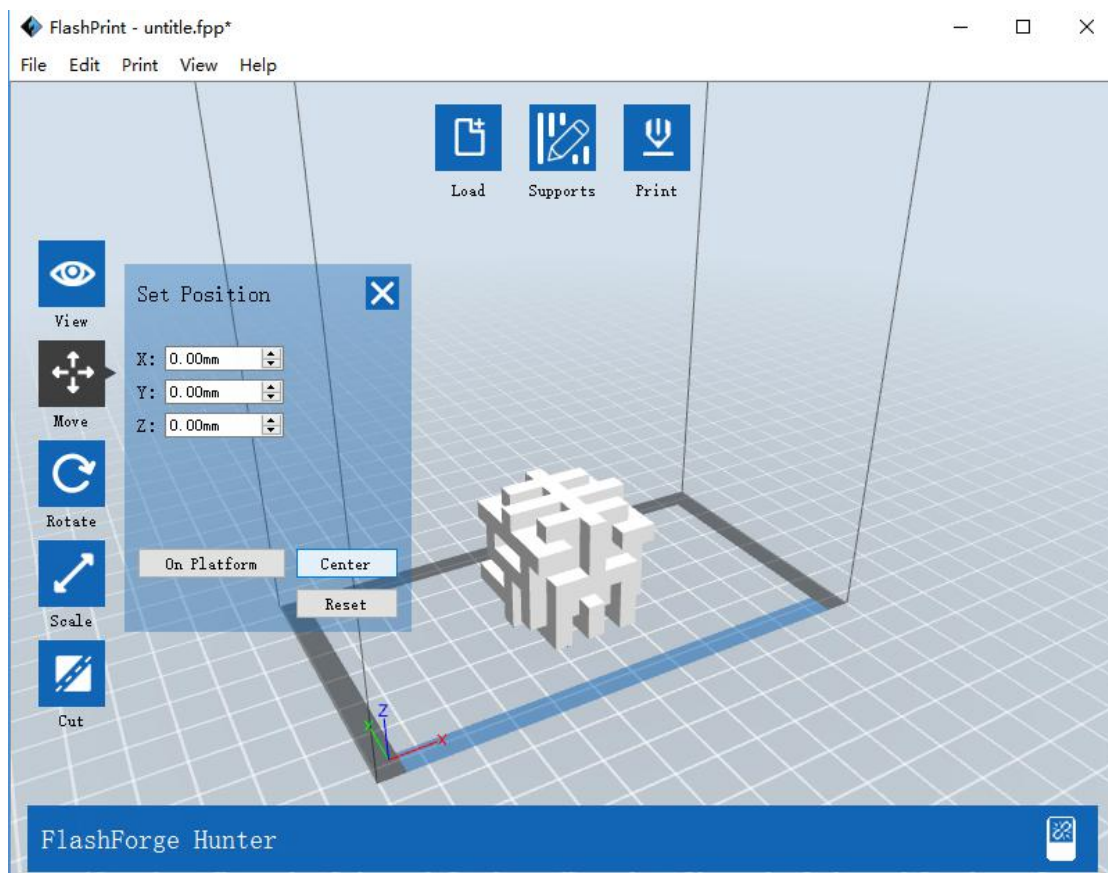 FlashPrint - untitle.fpp*
File Edit Print View Help
Load Supports Print
View
Set Position
X: 0.00mm
Y: 0.00mm
Z: 0.00mm
Move
Rotate
On Platform Center
Reset
Scale
Cut
Z
Y
X
FlashForge Hunter